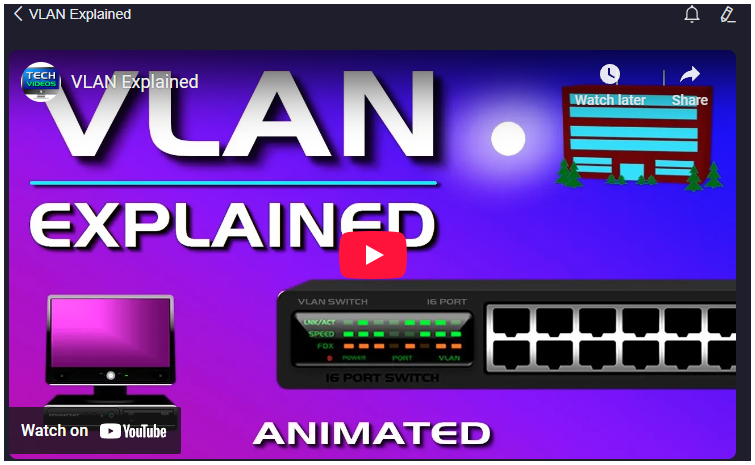 VLAN Explained
TECH
VIDEOS
VLAN Explained
Watch later
Share
VLAN
EXPLAINED
VLAN SWITCH 16 PORT
LNK/ACT
SPEED
FDX
POWER PORT VLAN
16 PORT SWITCH
Watch on YouTube
ANIMATED